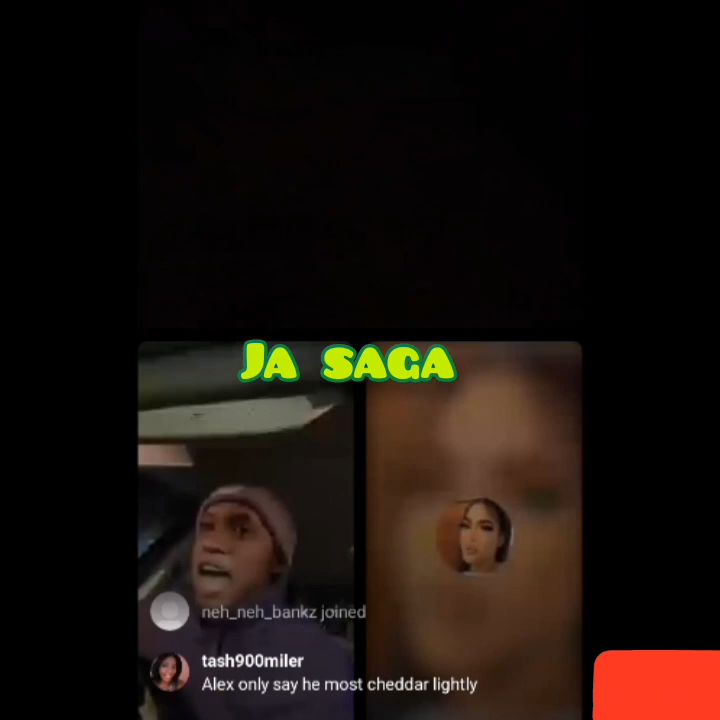 JA SAGA
neh_neh_bankz joined
tash900miler
Alex only say he most cheddar lightly